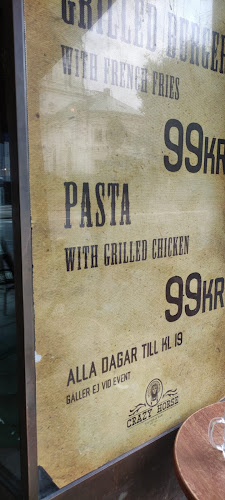 GRILLED BURGER
WITH FRENCH FRIES
99KR
PASTA
WITH GRILLED CHICKEN
99KR
ALLA DAGAR TILL KL 19
GÄLLER EJ VID EVENT
CRAZY HORSE